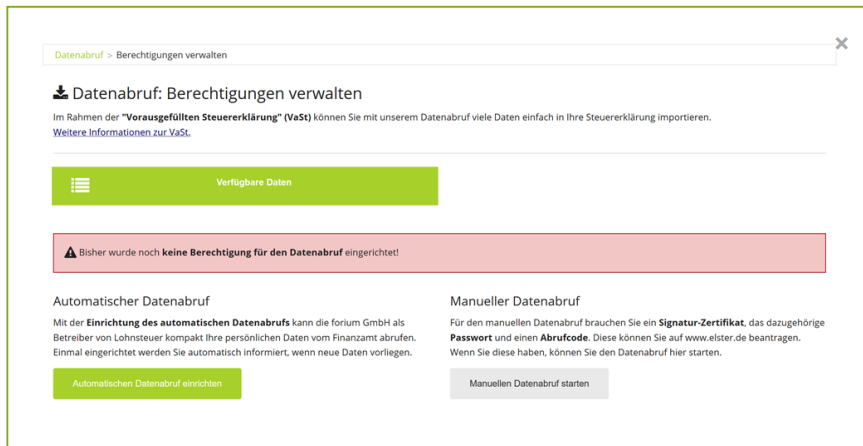 Datenabruf > Berechtigungen verwalten
Datenabruf: Berechtigungen verwalten
Im Rahmen der "Vorausgefüllten Steuererklärung" (VaSt) können Sie mit unserem Datenabruf viele Daten einfach in Ihre Steuererklärung importieren.
Weitere Informationen zur VaSt.
Verfügbare Daten
Bisher wurde noch keine Berechtigung für den Datenabruf eingerichtet!
Automatischer Datenabruf
Mit der Einrichtung des automatischen Datenabrufs kann die forium GmbH als
Betreiber von Lohnsteuer kompakt Ihre persönlichen Daten vom Finanzamt abrufen.
Einmal eingerichtet werden Sie automatisch informiert, wenn neue Daten vorliegen.
Automatischen Datenabruf einrichten
Manueller Datenabruf
Für den manuellen Datenabruf brauchen Sie ein Signatur-Zertifikat, das dazugehörige
Passwort und einen Abrufcode. Diese können Sie auf www.elster.de beantragen.
Wenn Sie diese haben, können Sie den Datenabruf hier starten.
Manuellen Datenabruf starten